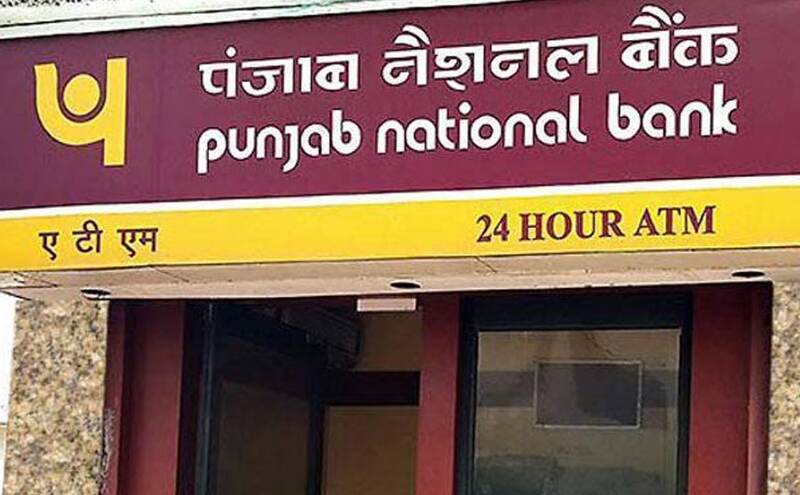 पंजाब नैशनल बैंक
punjab national bank
ए टी एम
24 HOUR ATM